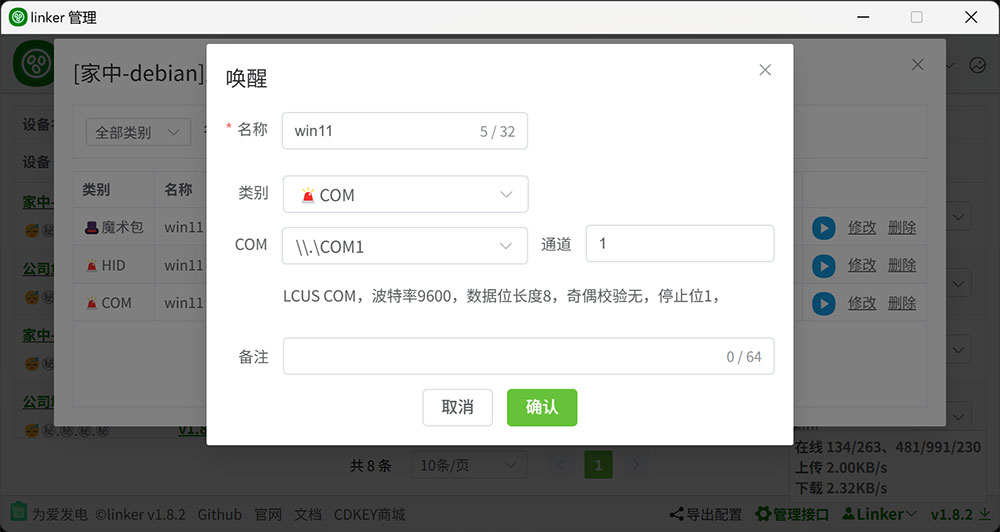 linker 管理
[家中-debian]
唤醒
* 名称 win11 5 / 32
类别 COM
COM \\.\COM1 通道 1
LCUS COM，波特率9600，数据位长度8，奇偶校验无，停止位1，
备注 0 / 64
取消 确认
全部类别
类别 名称
魔术包 win11 修改 删除
HID win11 修改 删除
COM win11 修改 删除
设备
家中-
公司
家中-
公司
共 8 条 10条/页 1
在线 134/263、481/991/230
上传 2.00KB/s
下载 2.32KB/s
为爱发电 ©linker v1.8.2 Github 官网 文档 CDKEY商城 导出配置 管理接口 Linker v1.8.2